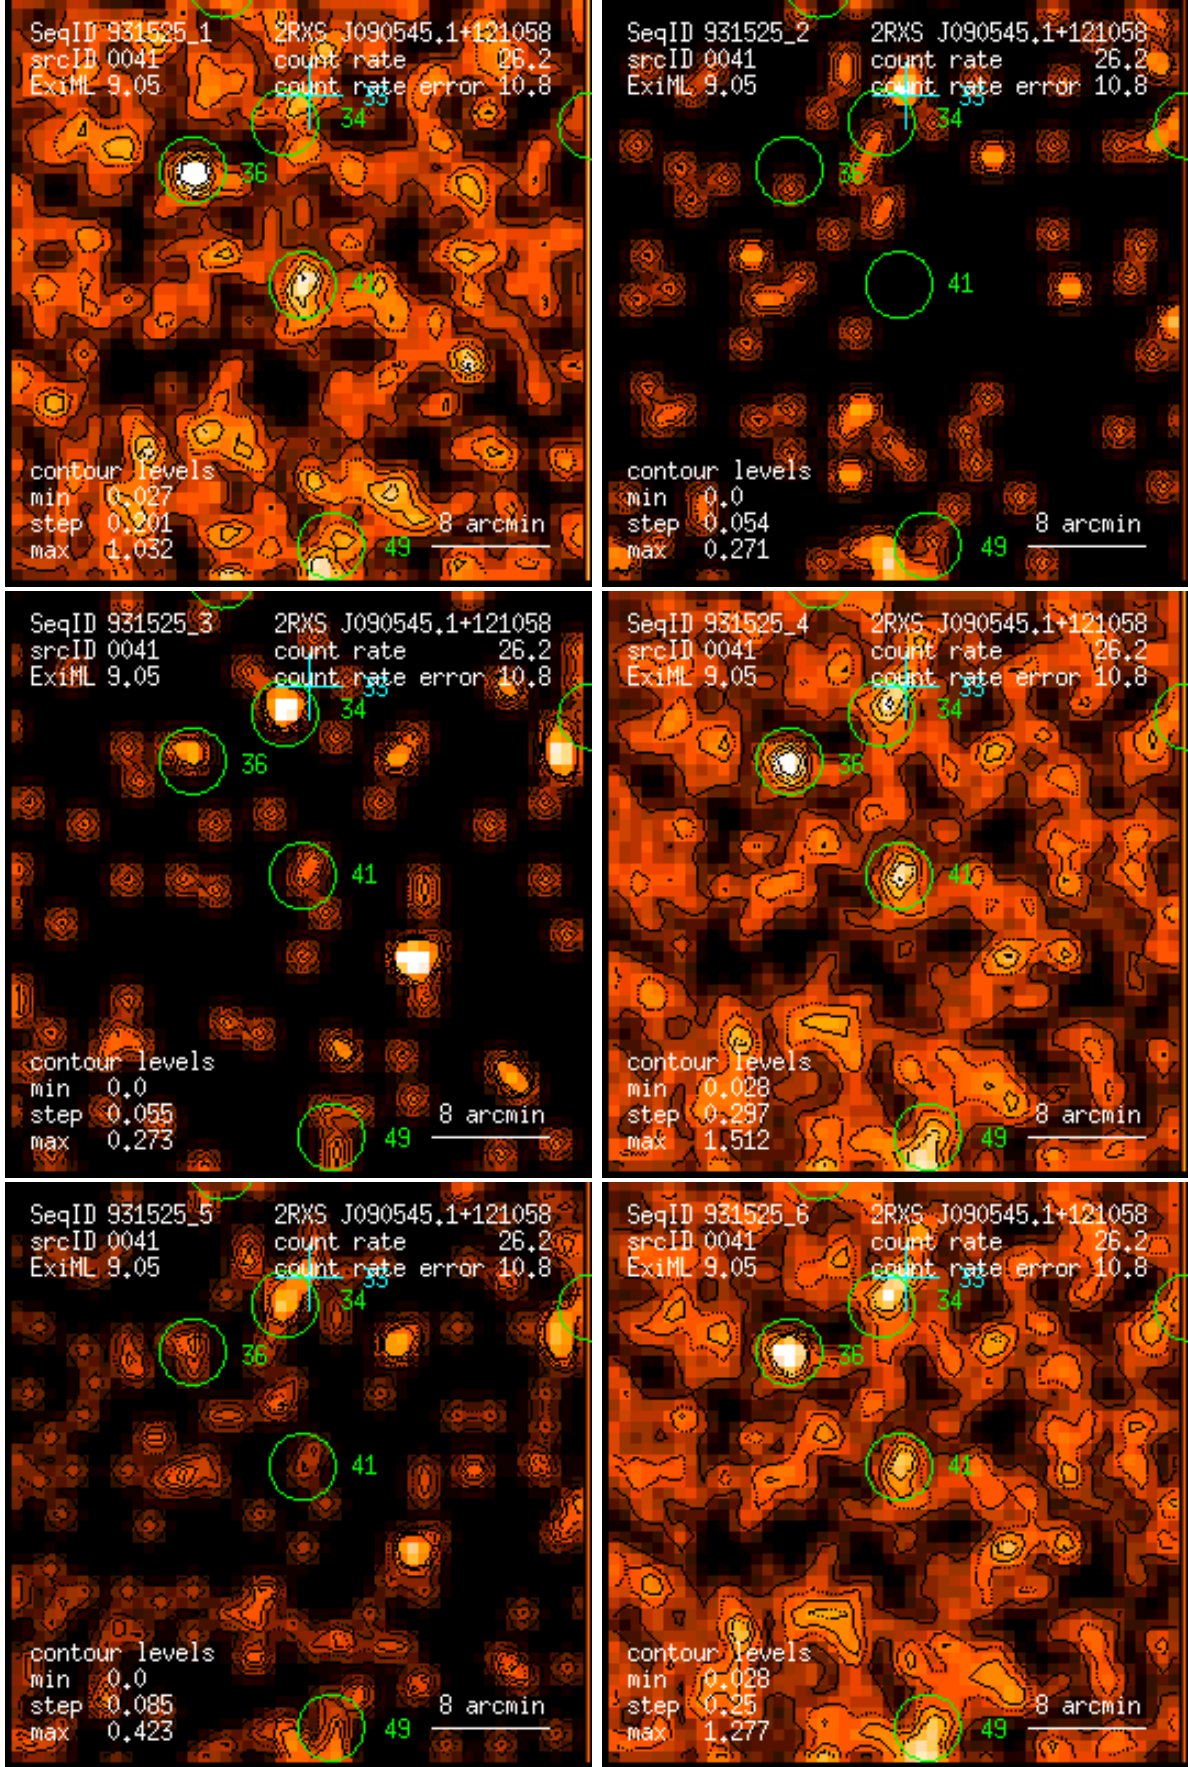 SeqID 931525_1 2RXS J090545.1+121058
srcID 0041 count rate 26.2
ExiML 9.05 count rate error 10.8
33
34
36
41
contour levels
min 0.027
step 0.201
max 1.032
8 arcmin
49
SeqID 931525_2 2RXS J090545.1+121058
srcID 0041 count rate 26.2
ExiML 9.05 count rate error 10.8
33
34
36
41
contour levels
min 0.0
step 0.054
max 0.271
8 arcmin
49
SeqID 931525_3 2RXS J090545.1+121058
srcID 0041 count rate 26.2
ExiML 9.05 count rate error 10.8
33
34
36
41
contour levels
min 0.0
step 0.055
max 0.273
8 arcmin
49
SeqID 931525_4 2RXS J090545.1+121058
srcID 0041 count rate 26.2
ExiML 9.05 count rate error 10.8
33
34
36
41
contour levels
min 0.028
step 0.297
max 1.512
8 arcmin
49
SeqID 931525_5 2RXS J090545.1+121058
srcID 0041 count rate 26.2
ExiML 9.05 count rate error 10.8
33
34
36
41
contour levels
min 0.0
step 0.085
max 0.423
8 arcmin
49
SeqID 931525_6 2RXS J090545.1+121058
srcID 0041 count rate 26.2
ExiML 9.05 count rate error 10.8
33
34
36
41
contour levels
min 0.028
step 0.25
max 1.277
8 arcmin
49